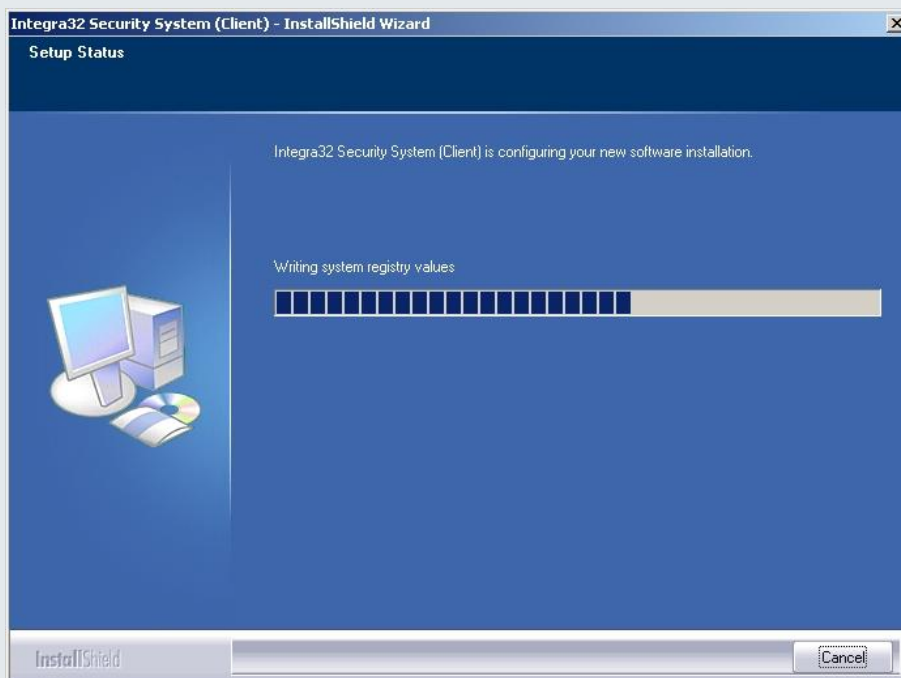 Integra32 Security System (Client) - InstallShield Wizard
Setup Status
Integra32 Security System (Client) is configuring your new software installation.
Writing system registry values
InstallShield
Cancel